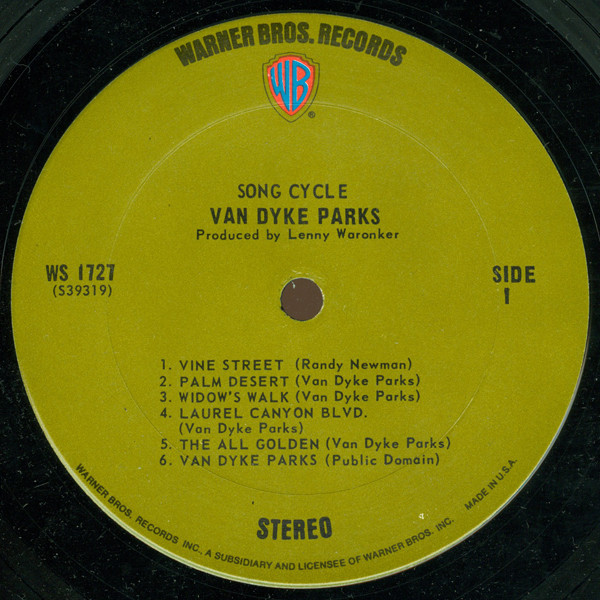 WARNER BROS. RECORDS
WB
®
SONG CYCLE
VAN DYKE PARKS
Produced by Lenny Waronker
WS 1727
(S39319)
SIDE
1
1. VINE STREET (Randy Newman)
2. PALM DESERT (Van Dyke Parks)
3. WIDOW'S WALK (Van Dyke Parks)
4. LAUREL CANYON BLVD.
(Van Dyke Parks)
5. THE ALL GOLDEN (Van Dyke Parks)
6. VAN DYKE PARKS (Public Domain)
STEREO
4
WARNER BROS. RECORDS INC., A SUBSIDIARY AND LICENSEE OF WARNER BROS. INC. MADE IN U.S.A.